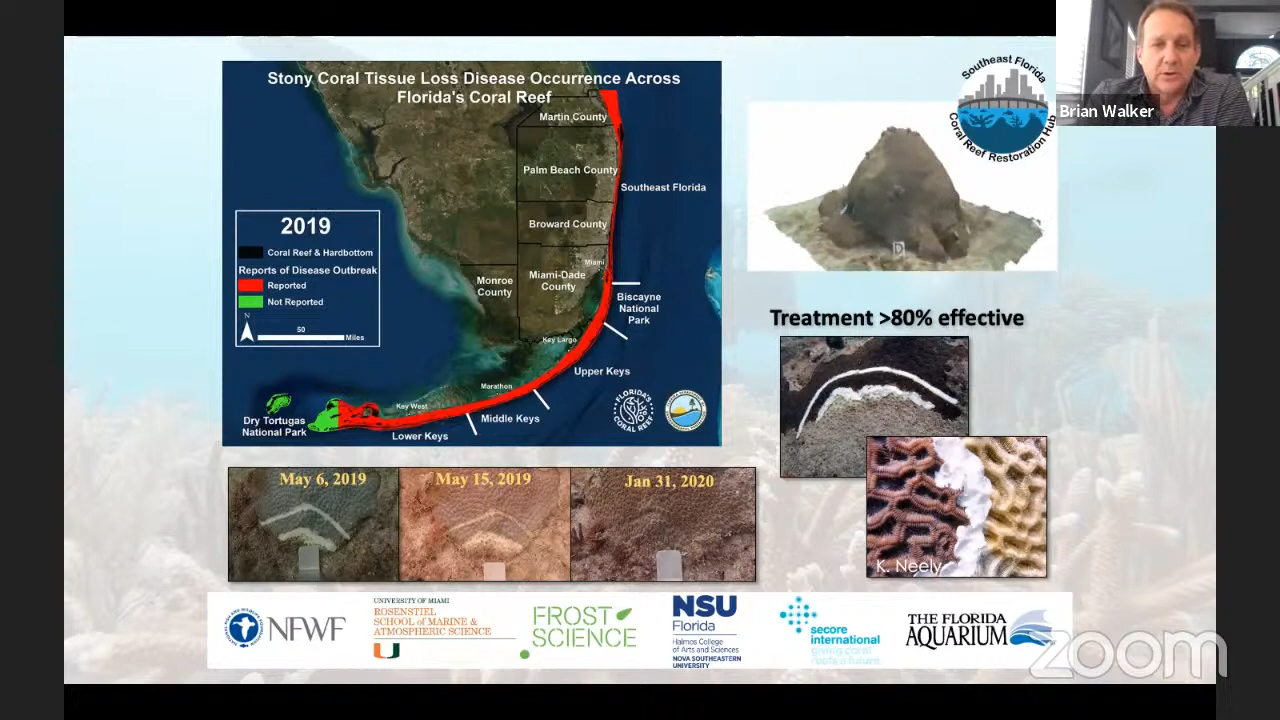 Stony Coral Tissue Loss Disease Occurrence Across
Florida's Coral Reef
Martin County
Palm Beach County
Southeast Florida
Broward County
Miami
Miami-Dade
County
Monroe
County
Biscayne
National
Park
Key Largo
Upper Keys
Marathon
Middle Keys
Key West
Lower Keys
Dry Tortugas
National Park
2019
Coral Reef & Hardbottom
Reports of Disease Outbreak
Reported
Not Reported
N
50
Miles
FLORIDA'S
CORAL REEF
Southeast Florida
Coral Reef Restoration Hub
Brian Walker
D
Treatment >80% effective
K. Neely
May 6, 2019
May 15, 2019
Jan 31, 2020
NFWF
UNIVERSITY OF MIAMI
ROSENSTIEL
SCHOOL of MARINE &
ATMOSPHERIC SCIENCE
FROST
SCIENCE
NSU
Florida
Halmos College
of Arts and Sciences
NOVA SOUTHEASTERN
UNIVERSITY
secore
international
giving coral
reefs a future
THE FLORIDA
AQUARIUM
zoom